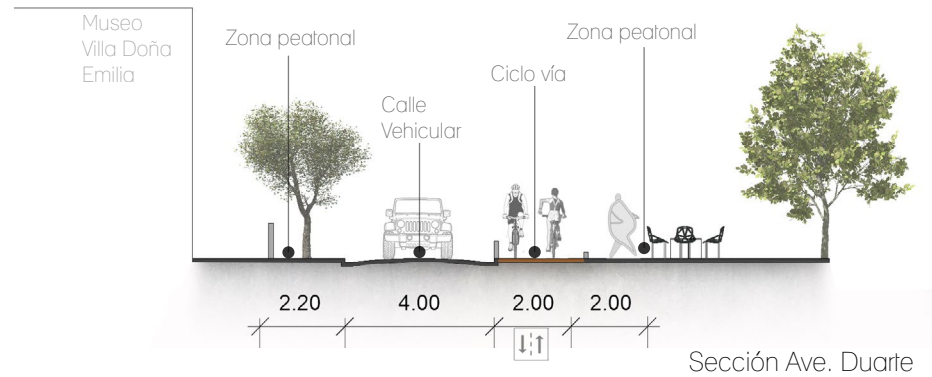 Museo
Villa Doña
Emilia
Zona peatonal
Calle
Vehicular
Ciclo vía
Zona peatonal
2.20
4.00
2.00
2.00
Sección Ave. Duarte